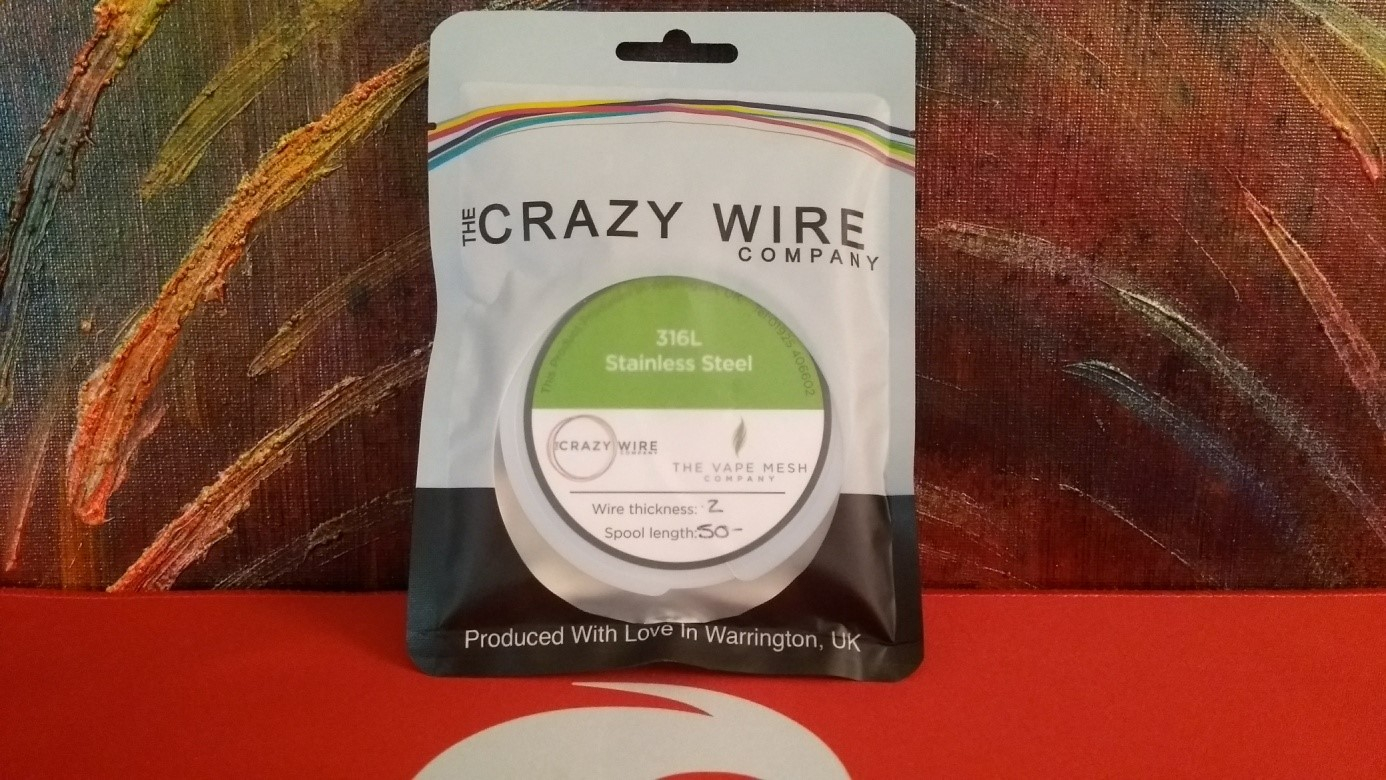 THE CRAZY WIRE
COMPANY
316L
Stainless Steel
CRAZY WIRE
COMPANY
THE VAPE MESH
COMPANY
Wire thickness: .2
Spool length: 50-
Produced With Love In Warrington, UK